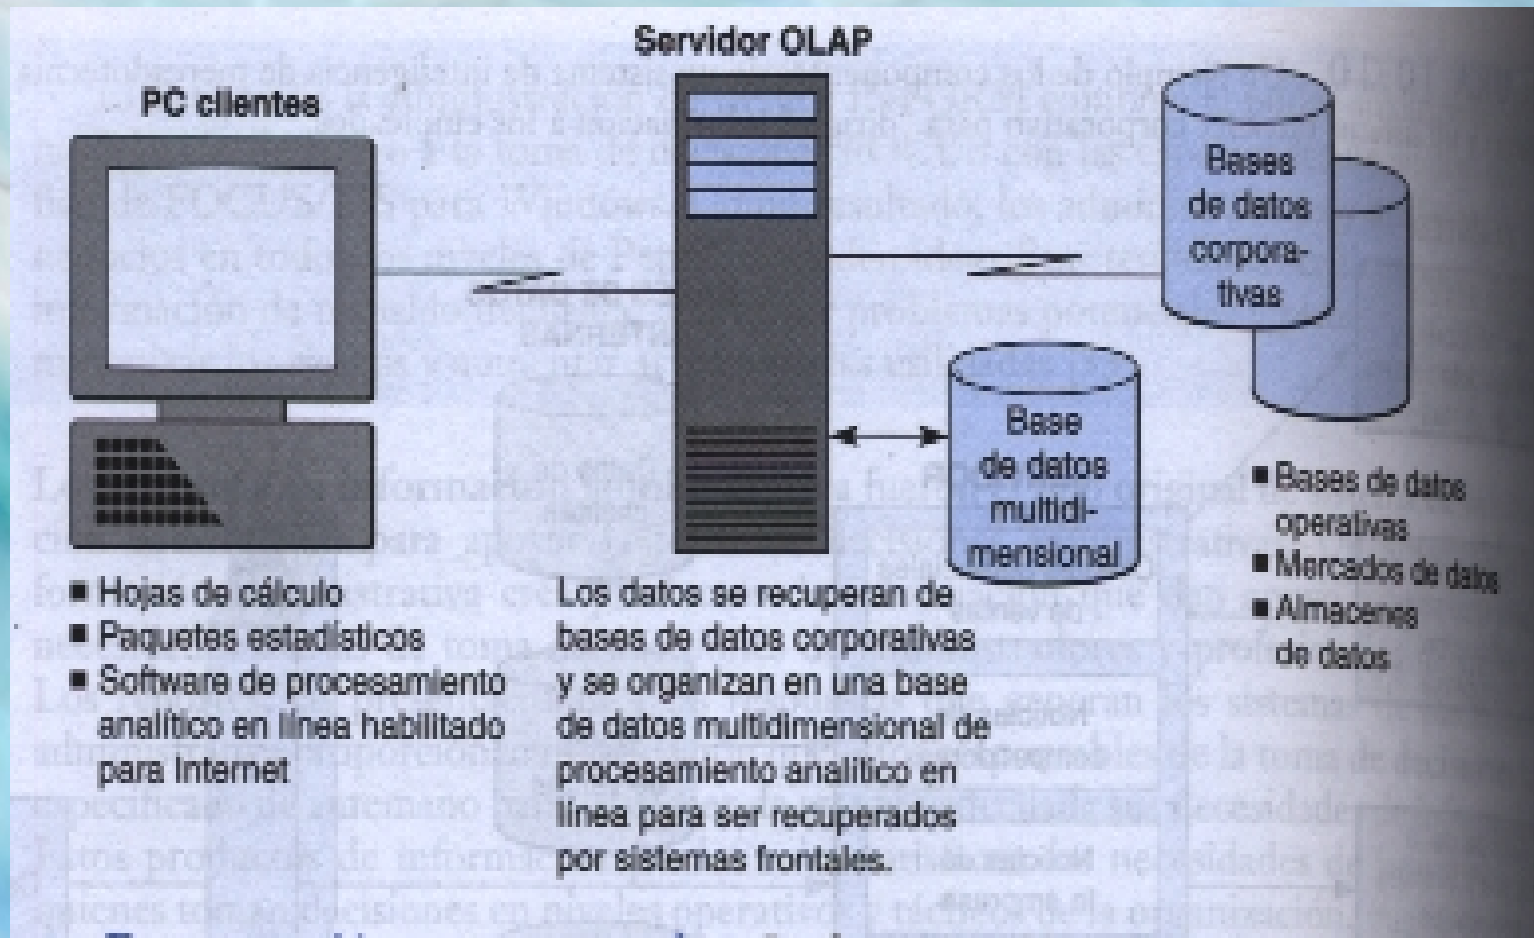 Servidor OLAP
PC clientes
Bases
de datos
corpora-
tivas
Base
de datos
multidi-
mensional
■ Hojas de cálculo
■ Paquetes estadísticos
■ Software de procesamiento
analítico en línea habilitado
para Internet
Los datos se recuperan de
bases de datos corporativas
y se organizan en una base
de datos multidimensional de
procesamiento analítico en
línea para ser recuperados
por sistemas frontales.
■ Bases de datos
operativas
■ Mercados de datos
■ Almacenes
de datos